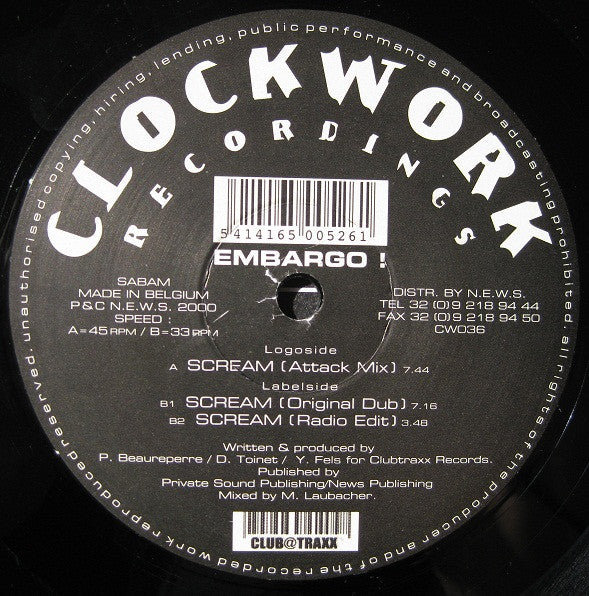 unauthorised copying, hiring, lending, public performance and broadcasting prohibited. all rights of the producer and of the recorded work reproduced reserved.
CLOCKWORK
RECORDINGS
5 414165 005261
EMBARGO !
SABAM
MADE IN BELGIUM
P & C N.E.W.S. 2000
SPEED :
A=45 RPM / B=33 RPM
DISTR. BY N.E.W.S.
TEL 32 (0)9 218 94 44
FAX 32 (0)9 218 94 50
CW036
Logoside
A SCREAM (Attack Mix) 7.44
Labelside
B1 SCREAM (Original Dub) 7.16
B2 SCREAM (Radio Edit) 3.48
Written & produced by
P. Beaureperre / D. Toinet / Y. Fels for Clubtraxx Records.
Published by
Private Sound Publishing/News Publishing
Mixed by M. Laubacher.
CLUB@TRAXX